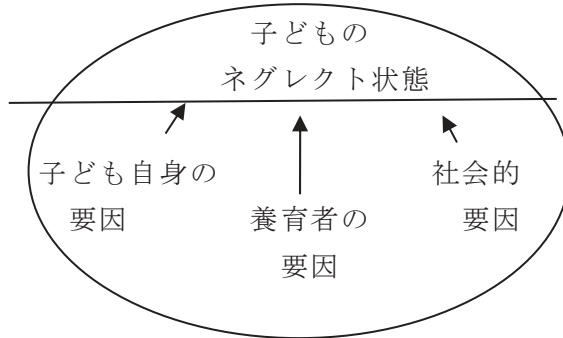 子どもの
ネグレクト状態
子ども自身の
要因
養育者の
要因
社会的
要因